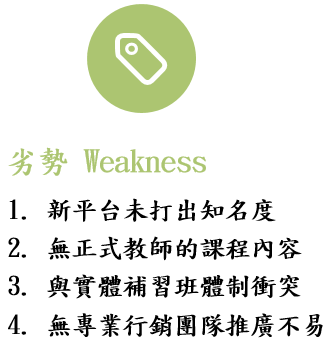 劣勢 Weakness
1. 新平台未打出知名度
2. 無正式教師的課程內容
3. 與實體補習班體制衝突
4. 無專業行銷團隊推廣不易